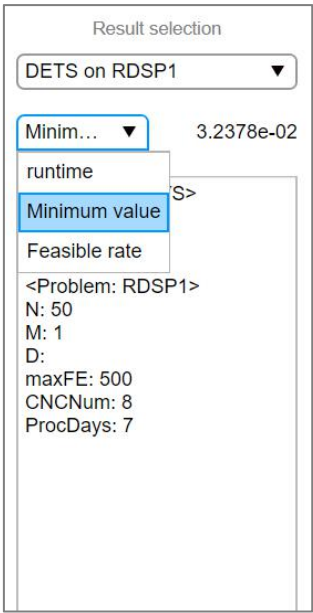 Result selection
DETS on RDSP1
Minim... 3.2378e-02
runtime
Minimum value
S>
Feasible rate
<Problem: RDSP1>
N: 50
M: 1
D:
maxFE: 500
CNCNum: 8
ProcDays: 7